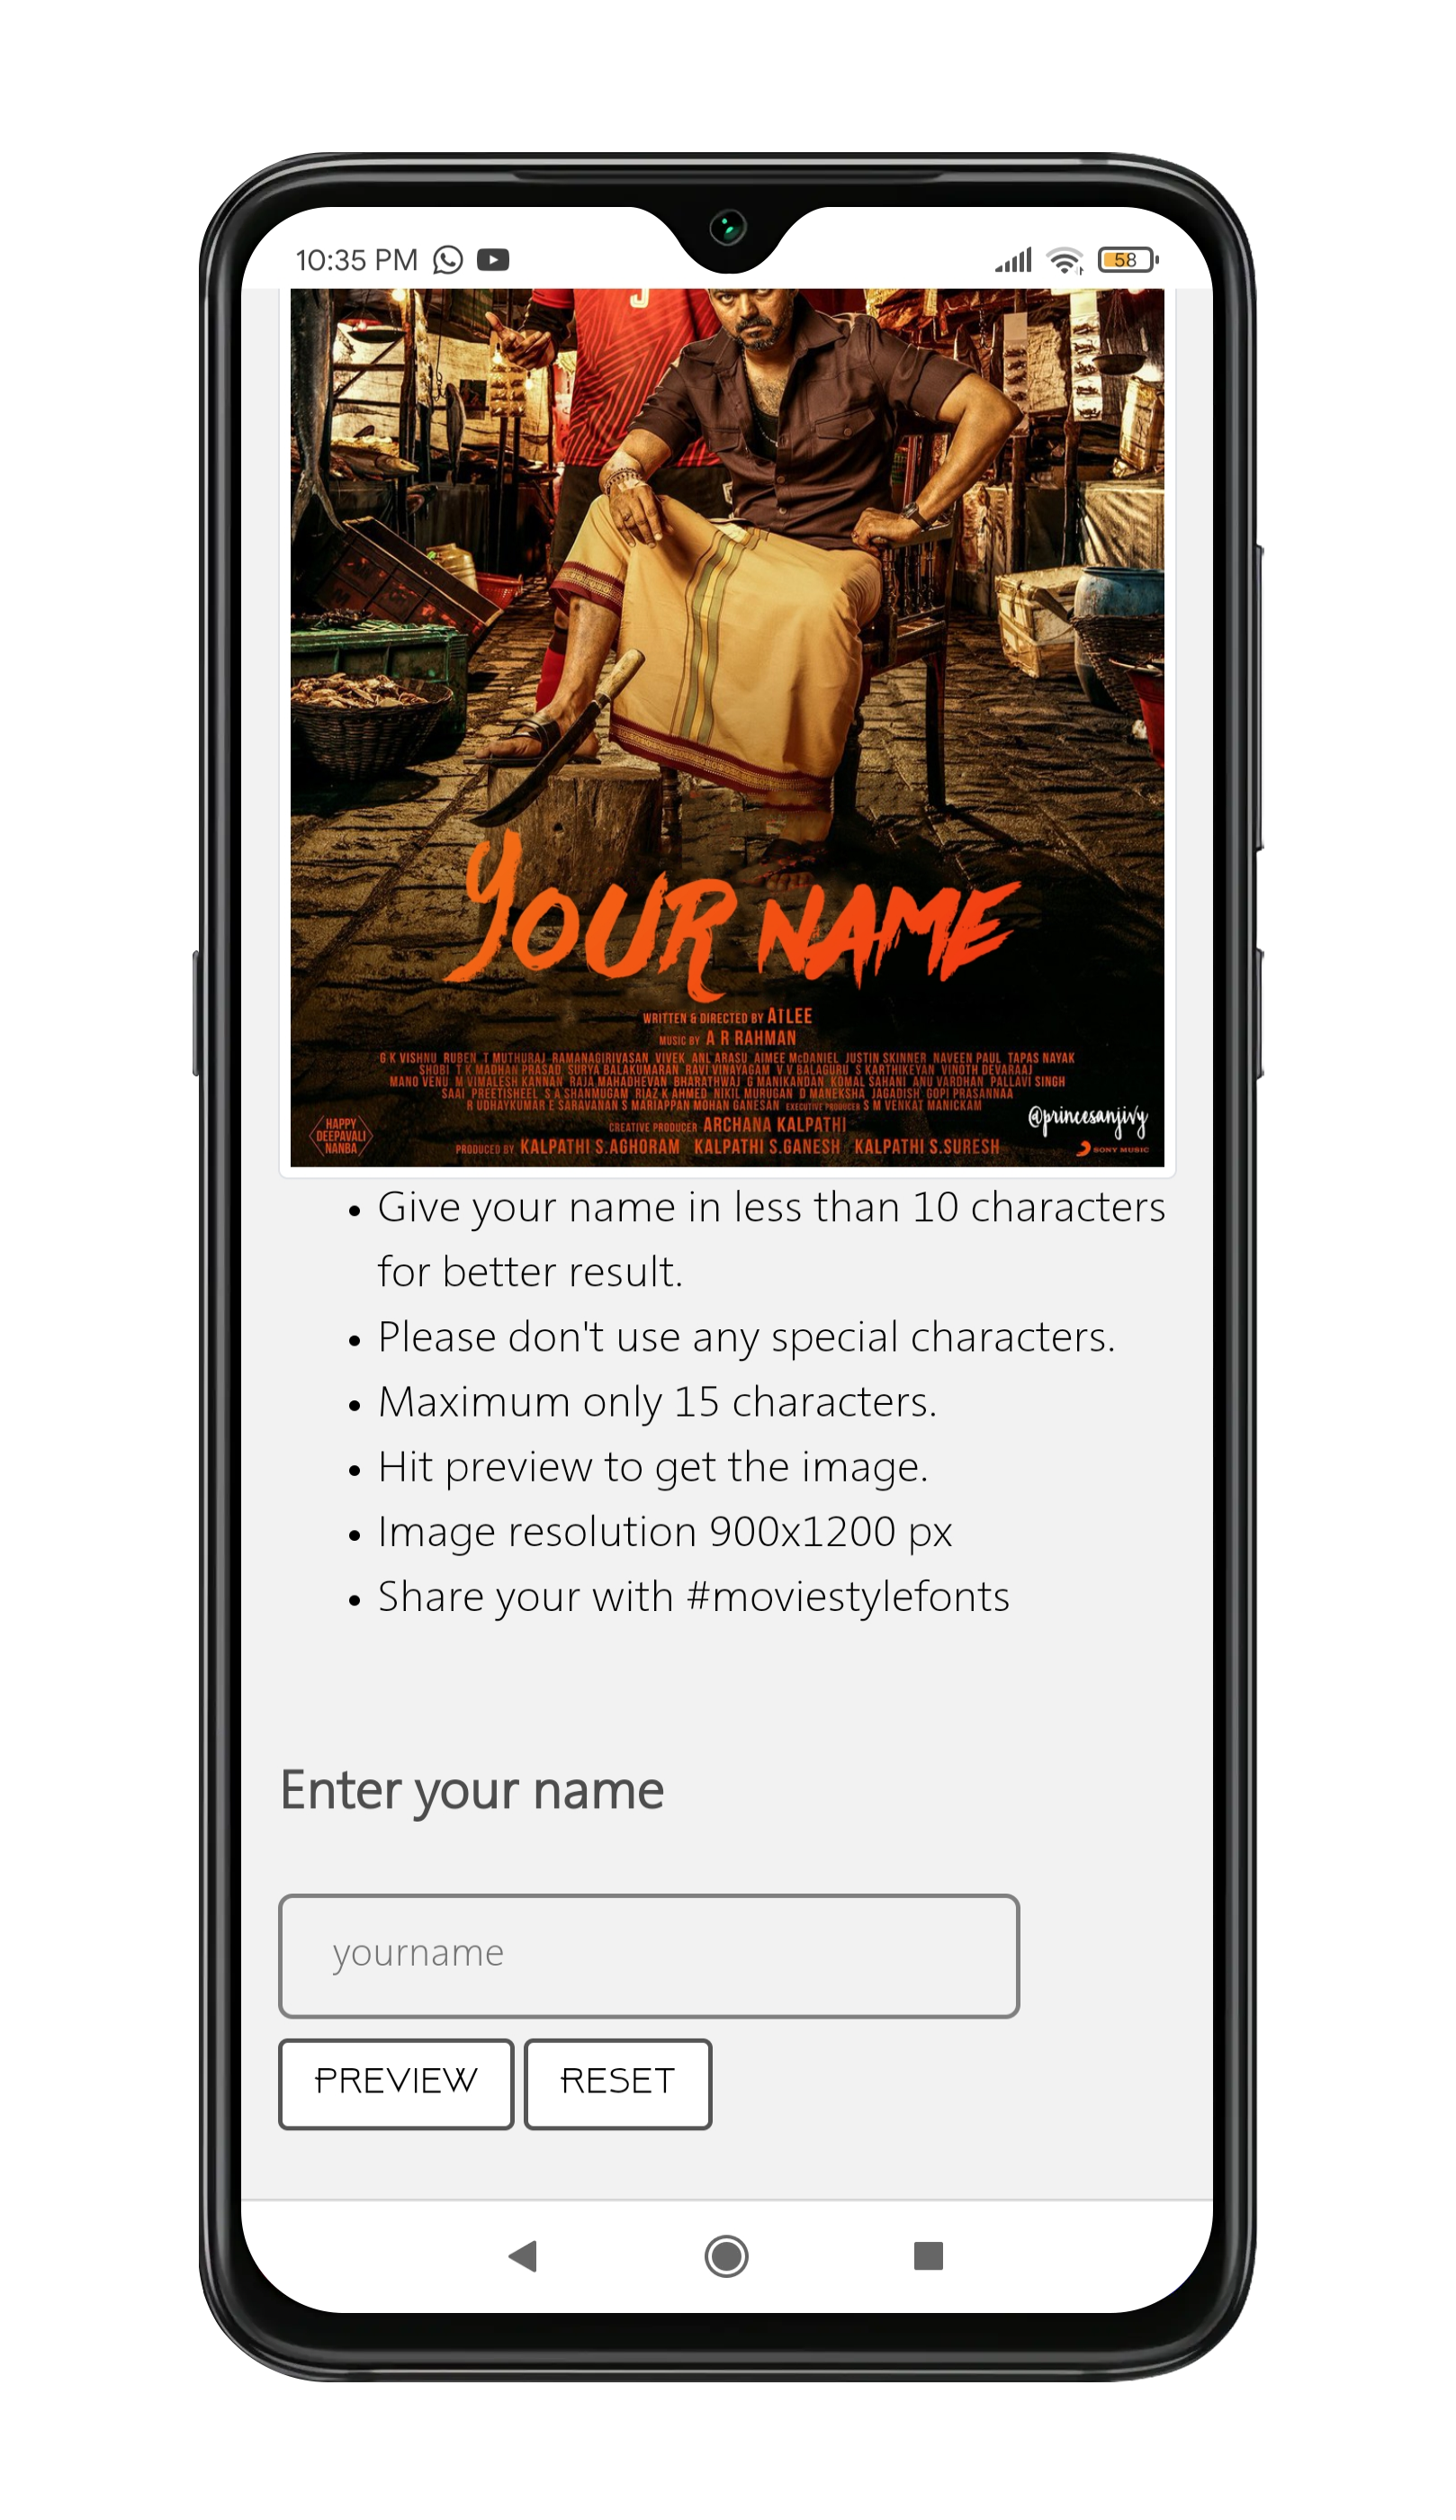 10:35 PM
58
YOUR NAME
WRITTEN & DIRECTED BY ATLEE
MUSIC BY A R RAHMAN
G K VISHNU RUBEN T MUTHURAJ RAMANAGIRIVASAN VIVEK ANL ARASU AIMEE McDANIEL JUSTIN SKINNER NAVEEN PAUL TAPAS NAYAK
SHOBI T K MADHAN PRASAD SURYA BALAKUMARAN RAVI VINAYAGAM V V BALAGURU S KARTHIKEYAN VINOTH DEVARAAJ
MANO VENU M VIMALESH KANNAN RAJA MAHADHEVAN BHARATHWAJ G MANIKANDAN KOMAL SAHANI ANU VARDHAN PALLAVI SINGH
SAAI PREETISHEEL S A SHANMUGAM RIAZ K AHMED NIKIL MURUGAN D MANEKSHA JAGADISH GOPI PRASANNAA
R UDHAYKUMAR E SARAVANAN S MARIAPPAN MOHAN GANESAN EXECUTIVE PRODUCER S M VENKAT MANICKAM
CREATIVE PRODUCER ARCHANA KALPATHI
PRODUCED BY KALPATHI S.AGHORAM KALPATHI S.GANESH KALPATHI S.SURESH
HAPPY
DEEPAVALI
NANBA
@princesanjivy
SONY MUSIC
• Give your name in less than 10 characters
for better result.
• Please don't use any special characters.
• Maximum only 15 characters.
• Hit preview to get the image.
• Image resolution 900x1200 px
• Share your with #moviestylefonts
Enter your name
yourname
PREVIEW RESET